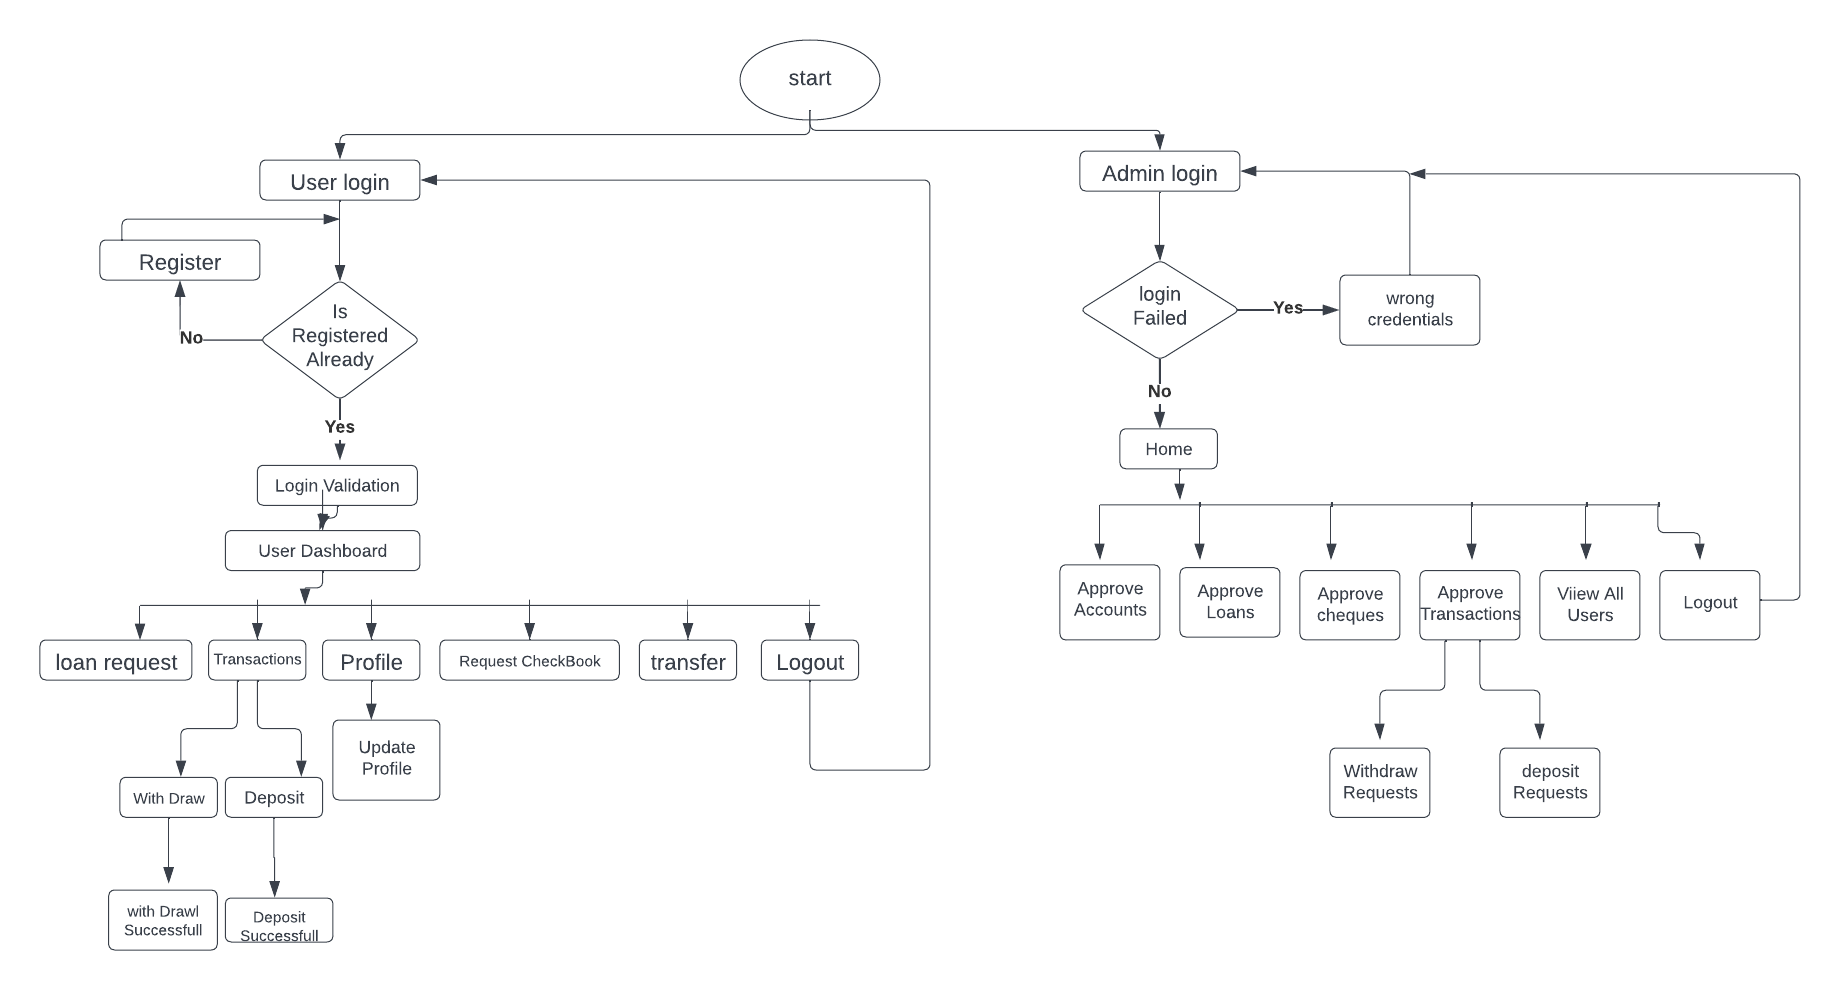 start
User login
Admin login
Register
Is
Registered
Already
No
Yes
login
Failed
Yes
wrong
credentials
No
Home
Login Validation
User Dashboard
loan request
Transactions
Profile
Request CheckBook
transfer
Logout
Update
Profile
With Draw
Deposit
with Drawl
Successfull
Deposit
Successfull
Approve
Accounts
Approve
Loans
Approve
cheques
Approve
Transactions
Viiew All
Users
Logout
Withdraw
Requests
deposit
Requests